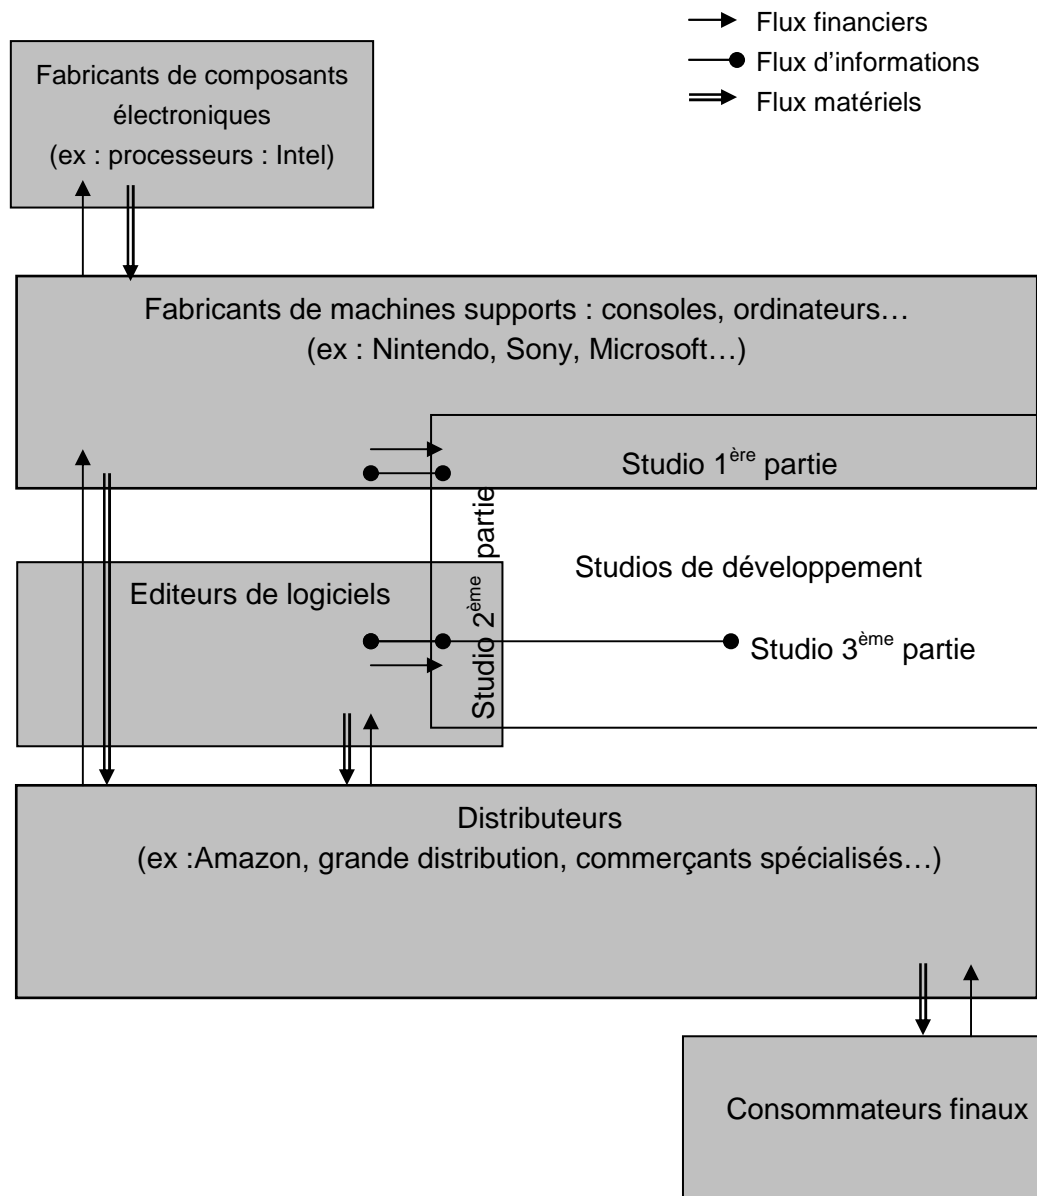 Flux financiers
Flux d'informations
Flux matériels
Fabricants de composants
électroniques
(ex : processeurs : Intel)
Fabricants de machines supports : consoles, ordinateurs…
(ex : Nintendo, Sony, Microsoft…)
Studio 1ère partie
Studio 2ème partie
Studios de développement
Editeurs de logiciels
Studio 3ème partie
Distributeurs
(ex :Amazon, grande distribution, commerçants spécialisés…)
Consommateurs finaux